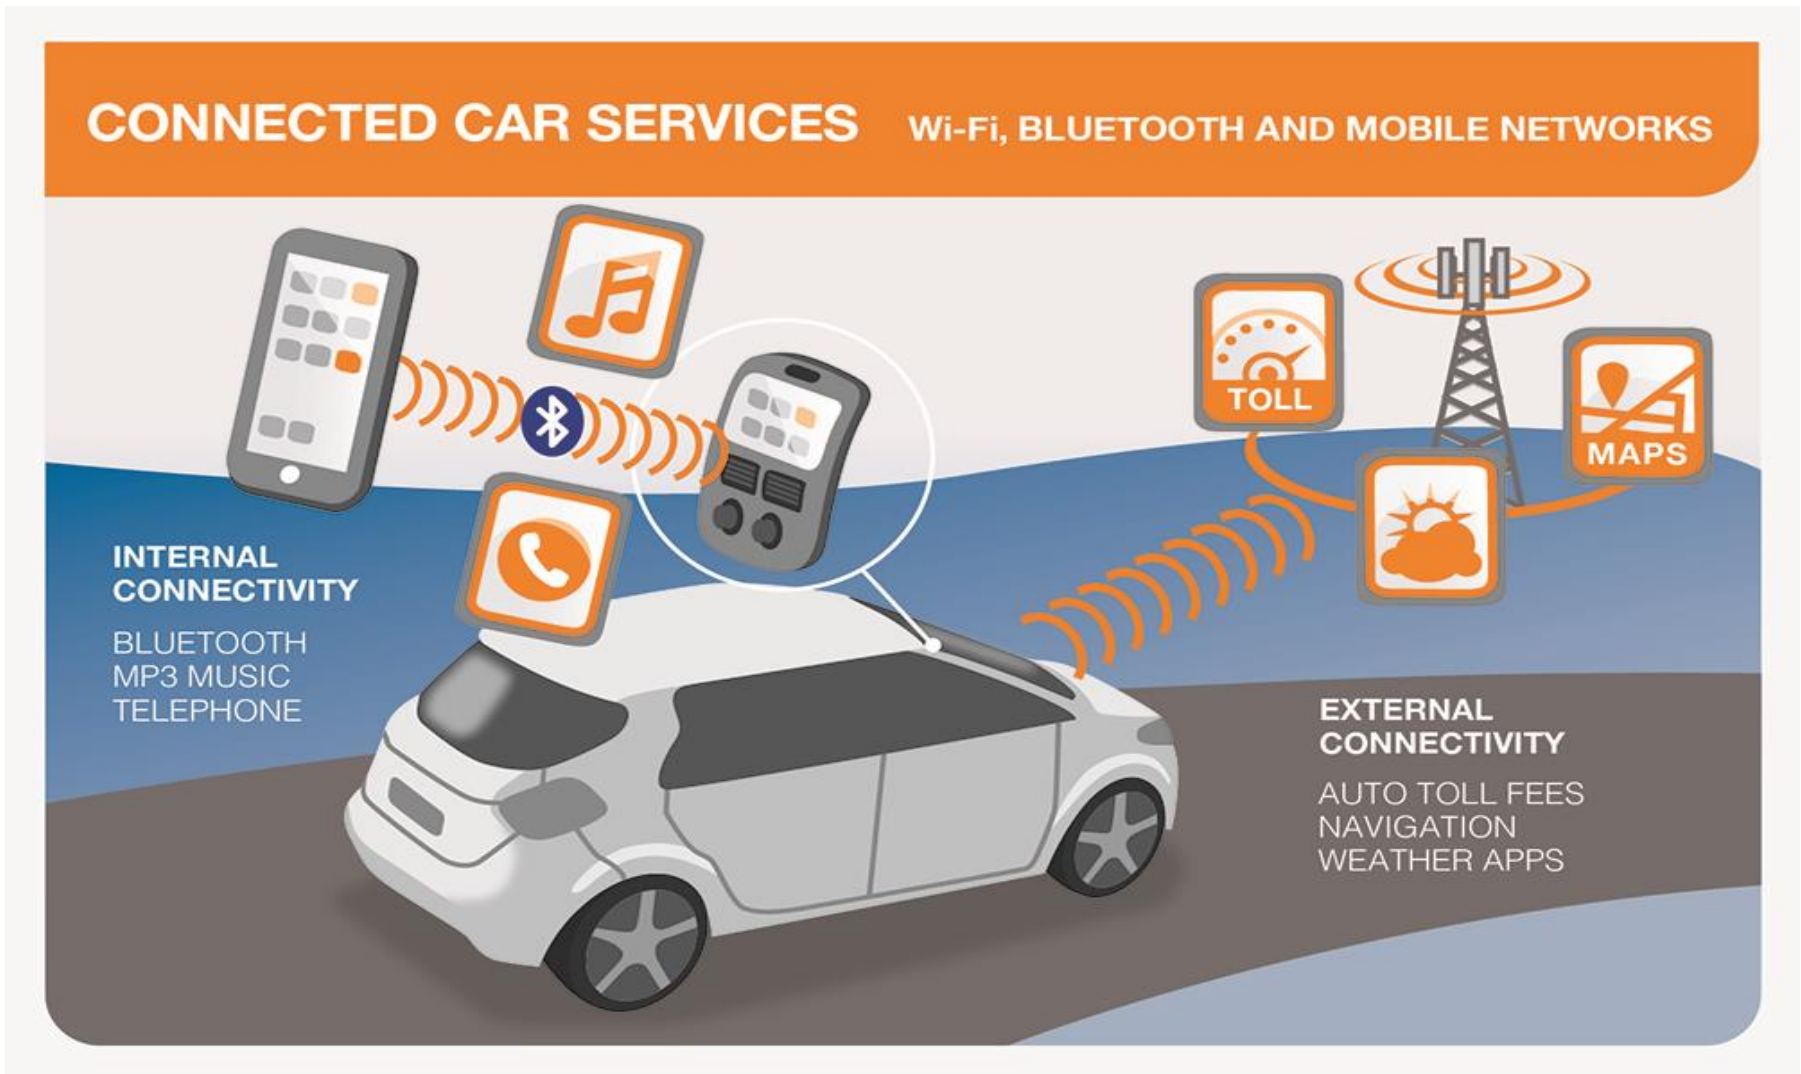 CONNECTED CAR SERVICES Wi-Fi, BLUETOOTH AND MOBILE NETWORKS
TOLL
MAPS
INTERNAL
CONNECTIVITY
BLUETOOTH
MP3 MUSIC
TELEPHONE
EXTERNAL
CONNECTIVITY
AUTO TOLL FEES
NAVIGATION
WEATHER APPS